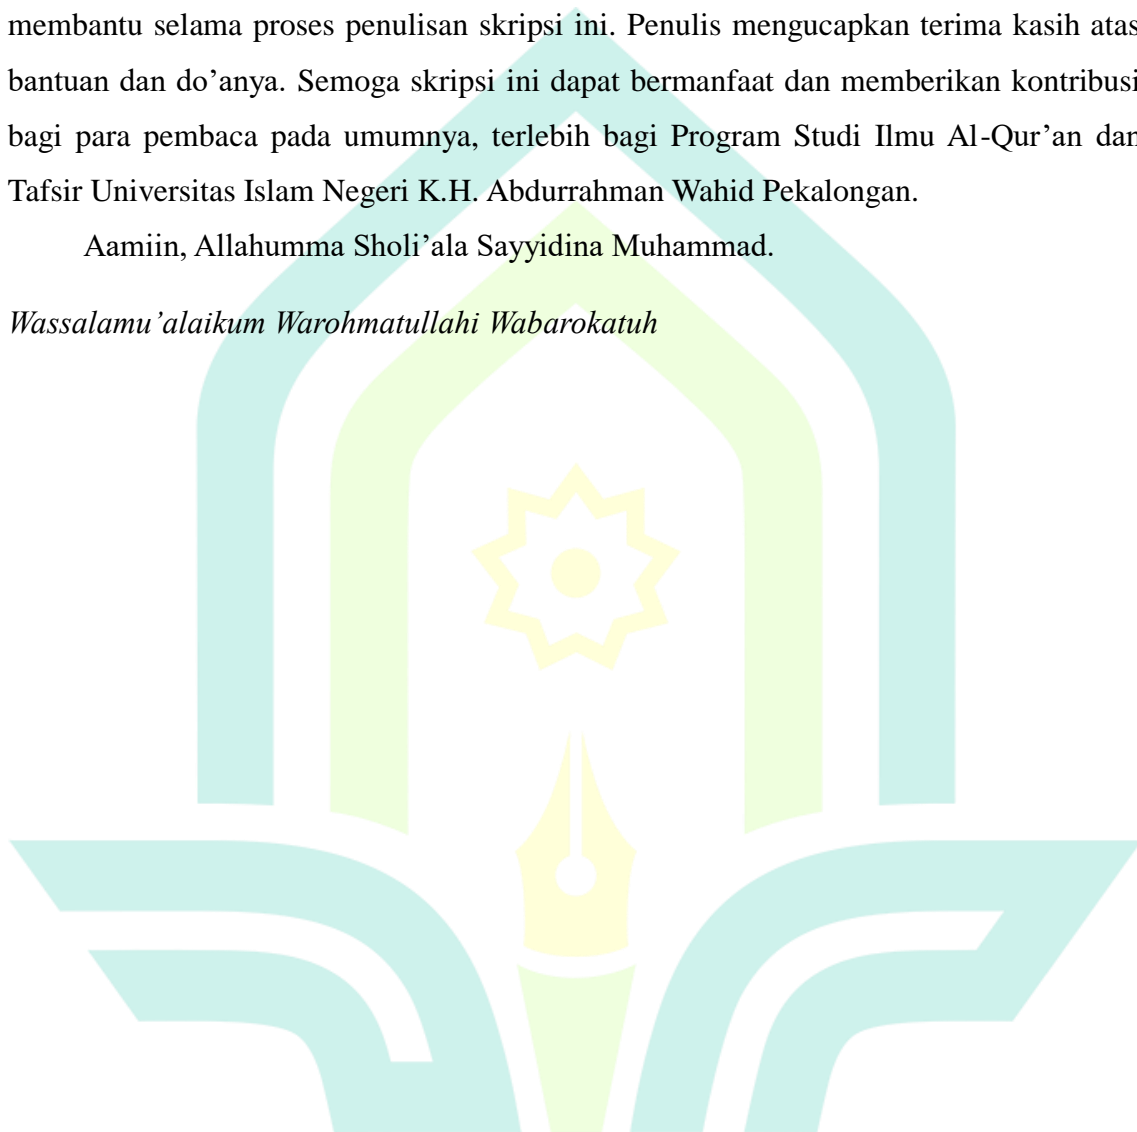 membantu selama proses penulisan skripsi ini. Penulis mengucapkan terima kasih atas
bantuan dan do’anya. Semoga skripsi ini dapat bermanfaat dan memberikan kontribusi
bagi para pembaca pada umumnya, terlebih bagi Program Studi Ilmu Al-Qur’an dan
Tafsir Universitas Islam Negeri K.H. Abdurrahman Wahid Pekalongan.
Aamiin, Allahumma Sholi’ala Sayyidina Muhammad.
Wassalamu’alaikum Warohmatullahi Wabarokatuh